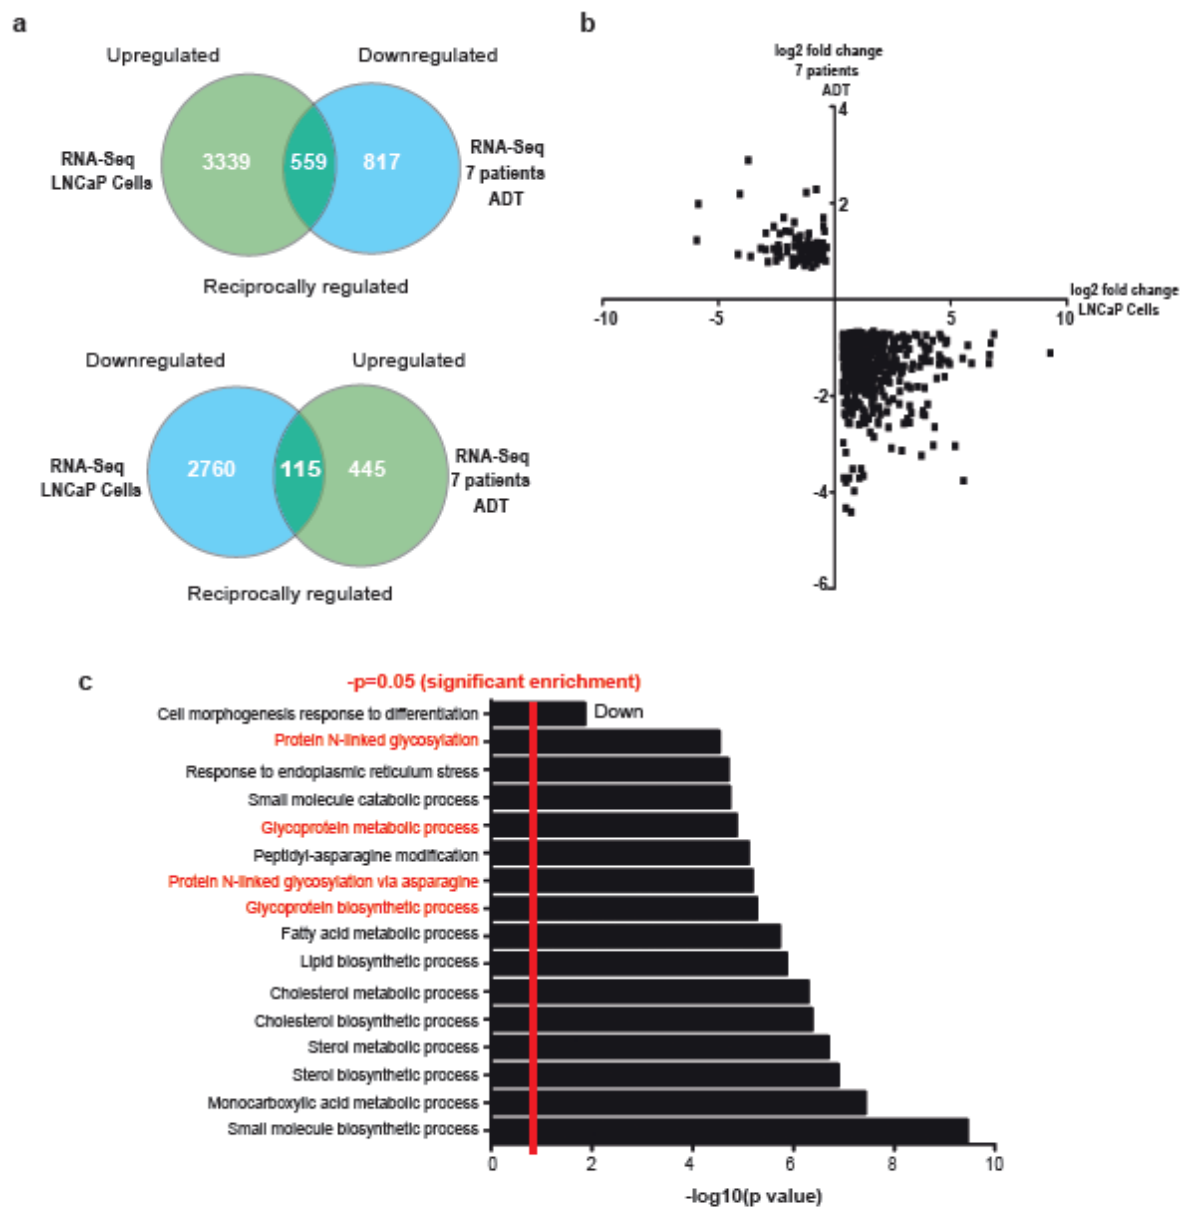 a
Upregulated
Downregulated
RNA-Seq
LNCaP Cells
3339
559
817
RNA-Seq
7 patients
ADT
Reciprocally regulated
Downregulated
Upregulated
RNA-Seq
LNCaP Cells
2760
115
445
RNA-Seq
7 patients
ADT
Reciprocally regulated
b
log2 fold change
7 patients
ADT
4
2
-2
-4
-6
-10
-5
5
10
log2 fold change
LNCaP Cells
c
-p=0.05 (significant enrichment)
Cell morphogenesis response to differentiation
Down
Protein N-linked glycosylation
Response to endoplasmic reticulum stress
Small molecule catabolic process
Glycoprotein metabolic process
Peptidyl-asparagine modification
Protein N-linked glycosylation via asparagine
Glycoprotein biosynthetic process
Fatty acid metabolic process
Lipid biosynthetic process
Cholesterol metabolic process
Cholesterol biosynthetic process
Sterol metabolic process
Sterol biosynthetic process
Monocarboxylic acid metabolic process
Small molecule biosynthetic process
0 2 4 6 8 10
-log10(p value)